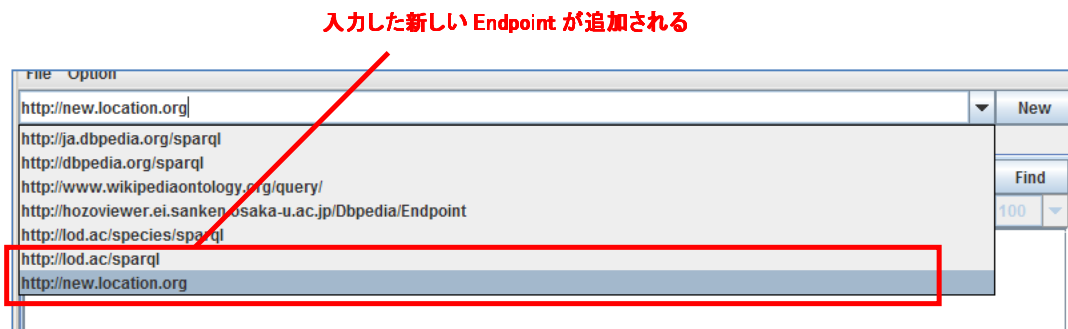 入力した新しい Endpoint が追加される
File Option
http://new.location.org
New
http://ja.dbpedia.org/sparql
http://dbpedia.org/sparql
http://www.wikipediaontology.org/query/
Find
http://hozoviewer.ei.sanken.osaka-u.ac.jp/Dbpedia/Endpoint
100
http://lod.ac/species/sparql
http://lod.ac/sparql
http://new.location.org